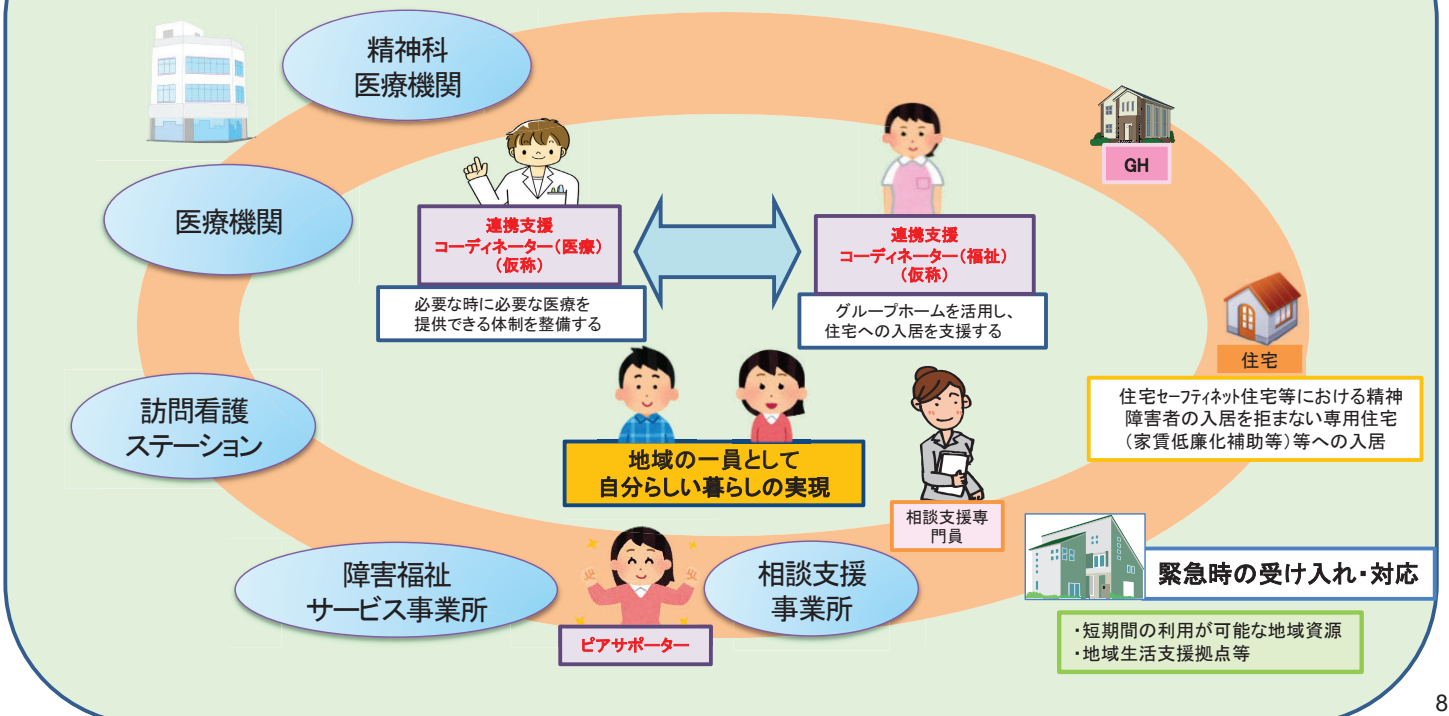 精神科
医療機関
GH
医療機関
連携支援
コーディネーター(医療)
(仮称)
連携支援
コーディネーター(福祉)
(仮称)
必要な時に必要な医療を
提供できる体制を整備する
グループホームを活用し、
住宅への入居を支援する
住宅
住宅セーフティネット住宅等における精神
障害者の入居を拒まない専用住宅
(家賃低廉化補助等)等への入居
訪問看護
ステーション
地域の一員として
自分らしい暮らしの実現
相談支援専
門員
障害福祉
サービス事業所
ピアサポーター
相談支援
事業所
緊急時の受け入れ・対応
・短期間の利用が可能な地域資源
・地域生活支援拠点等
8